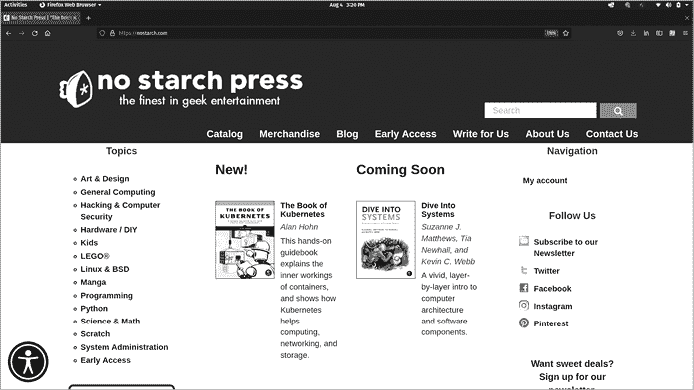 Activities Firefox Web Browser Aug 4 3:20 PM
No Starch Press | "The finest
https://nostarch.com
no starch press
the finest in geek entertainment
Search
Catalog Merchandise Blog Early Access Write for Us About Us Contact Us
Topics
Art & Design
General Computing
Hacking & Computer
Security
Hardware / DIY
Kids
LEGO®
Linux & BSD
Manga
Programming
Python
Science & Math
Scratch
System Administration
Early Access
New!
THE BOOK OF
KUBERNETES
The Book of
Kubernetes
Alan Hohn
This hands-on
guidebook
explains the
inner workings
of containers,
and shows how
Kubernetes
helps
computing,
networking, and
storage.
Coming Soon
DIVE INTO
SYSTEMS
Dive Into
Systems
Suzanne J.
Matthews, Tia
Newhall, and
Kevin C. Webb
A vivid, layer-
by-layer intro to
computer
architecture
and software
components.
Navigation
My account
Follow Us
Subscribe to our
Newsletter
Twitter
Facebook
Instagram
Pinterest
Want sweet deals?
Sign up for our
newsletter